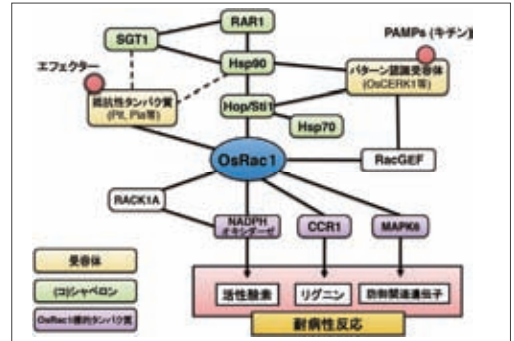 RAR1
PAMPs (キチン)
SGT1
Hsp90
エフェクター
パターン認識受容体
(OsCERK1等)
抵抗性タンパク質
(Pit, Pia等)
Hop/Sti1
Hsp70
OsRac1
RacGEF
RACK1A
NADPH
オキシダーゼ
CCR1
MAPK6
受容体
(コ)シャペロン
OsRac1標的タンパク質
活性酸素
リグニン
防御関連遺伝子
耐病性反応